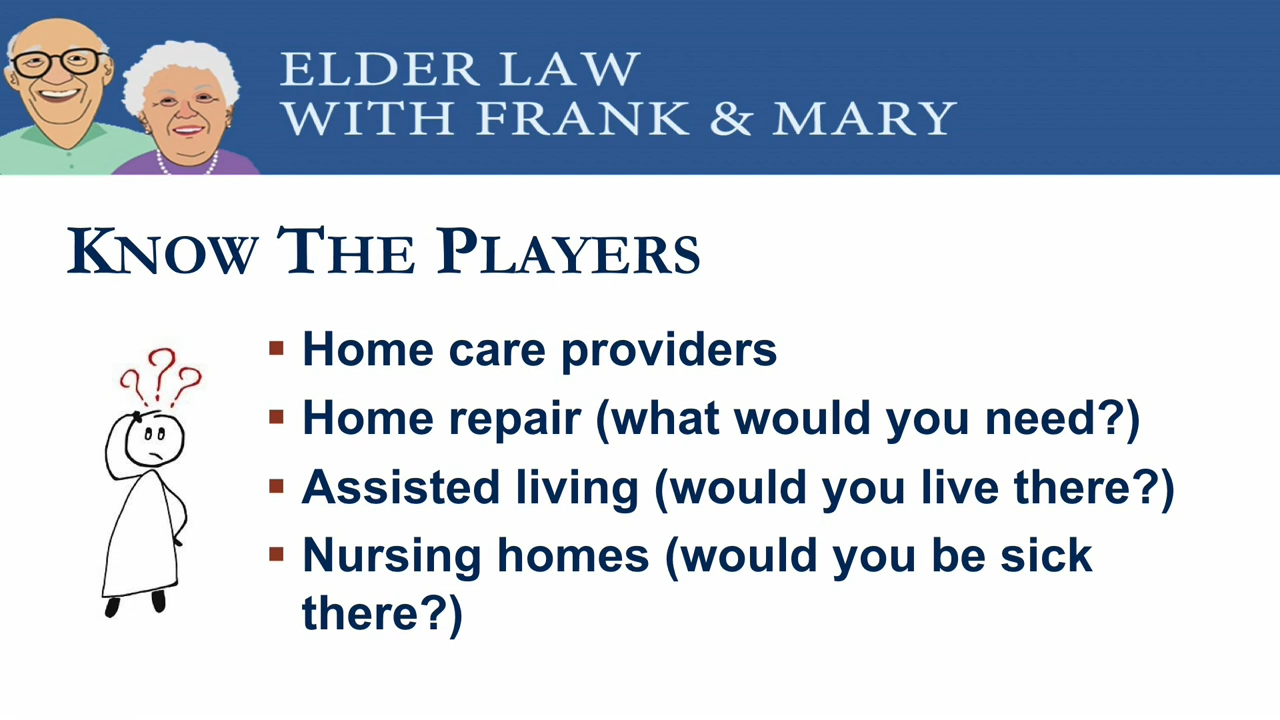 ELDER LAW
WITH FRANK & MARY
KNOW THE PLAYERS
▪ Home care providers
▪ Home repair (what would you need?)
▪ Assisted living (would you live there?)
▪ Nursing homes (would you be sick
there?)